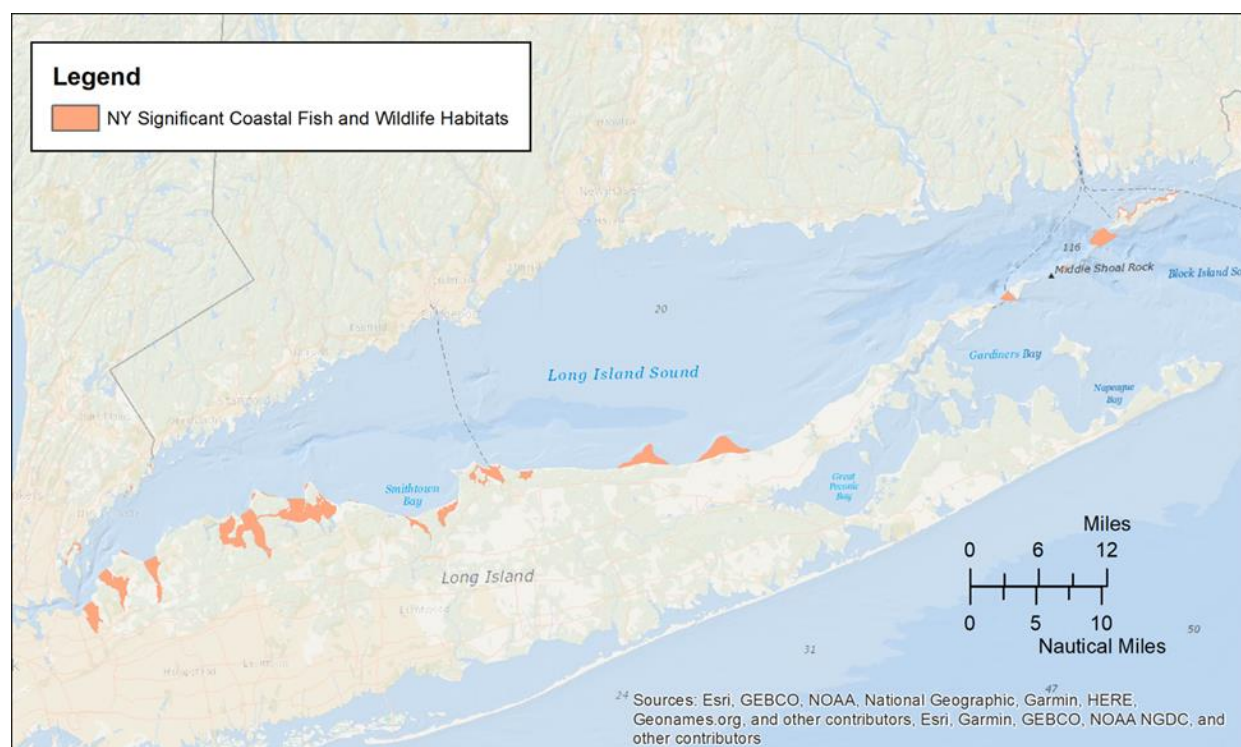 Legend
NY Significant Coastal Fish and Wildlife Habitats
116
Middle Shoal Rock
Block Island So
20
Gardiners Bay
Long Island Sound
Napeague
Bay
Smithtown
Bay
Great
Peconic
Bay
Long Island
Miles
0 6 12
0 5 10
Nautical Miles
50
31
24
47
Sources: Esri, GEBCO, NOAA, National Geographic, Garmin, HERE,
Geonames.org, and other contributors, Esri, Garmin, GEBCO, NOAA NGDC, and
other contributors